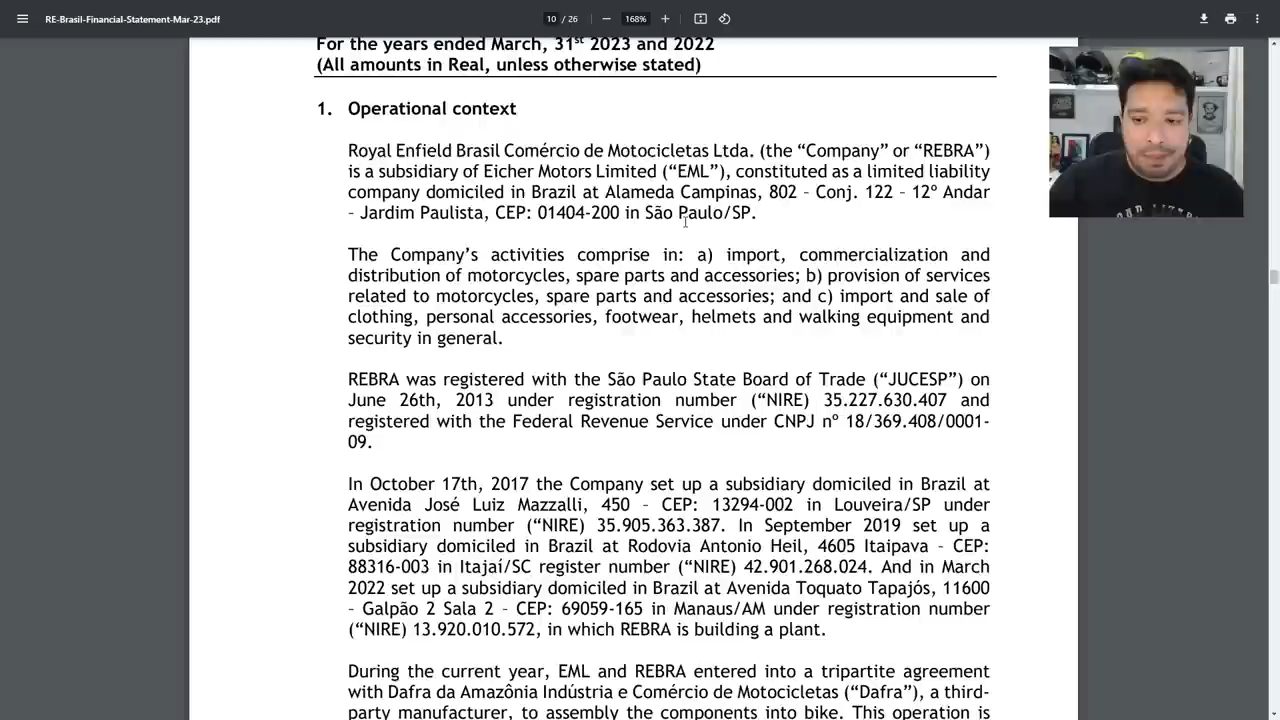 RE-Brasil-Financial-Statement-Mar-23.pdf
10 / 26
168%
For the years ended March, 31st 2023 and 2022
(All amounts in Real, unless otherwise stated)
1. Operational context
Royal Enfield Brasil Comércio de Motocicletas Ltda. (the “Company” or “REBRA”)
is a subsidiary of Eicher Motors Limited (“EML”), constituted as a limited liability
company domiciled in Brazil at Alameda Campinas, 802 – Conj. 122 – 12º Andar
– Jardim Paulista, CEP: 01404-200 in São Paulo/SP.
The Company’s activities comprise in: a) import, commercialization and
distribution of motorcycles, spare parts and accessories; b) provision of services
related to motorcycles, spare parts and accessories; and c) import and sale of
clothing, personal accessories, footwear, helmets and walking equipment and
security in general.
REBRA was registered with the São Paulo State Board of Trade (“JUCESP”) on
June 26th, 2013 under registration number (“NIRE) 35.227.630.407 and
registered with the Federal Revenue Service under CNPJ nº 18/369.408/0001-
09.
In October 17th, 2017 the Company set up a subsidiary domiciled in Brazil at
Avenida José Luiz Mazzalli, 450 – CEP: 13294-002 in Louveira/SP under
registration number (“NIRE) 35.905.363.387. In September 2019 set up a
subsidiary domiciled in Brazil at Rodovia Antonio Heil, 4605 Itaipava – CEP:
88316-003 in Itajaí/SC register number (“NIRE) 42.901.268.024. And in March
2022 set up a subsidiary domiciled in Brazil at Avenida Toquato Tapajós, 11600
– Galpão 2 Sala 2 – CEP: 69059-165 in Manaus/AM under registration number
(“NIRE) 13.920.010.572, in which REBRA is building a plant.
During the current year, EML and REBRA entered into a tripartite agreement
with Dafra da Amazônia Indústria e Comércio de Motocicletas (“Dafra”), a third-
party manufacturer, to assembly the components into bike. This operation is